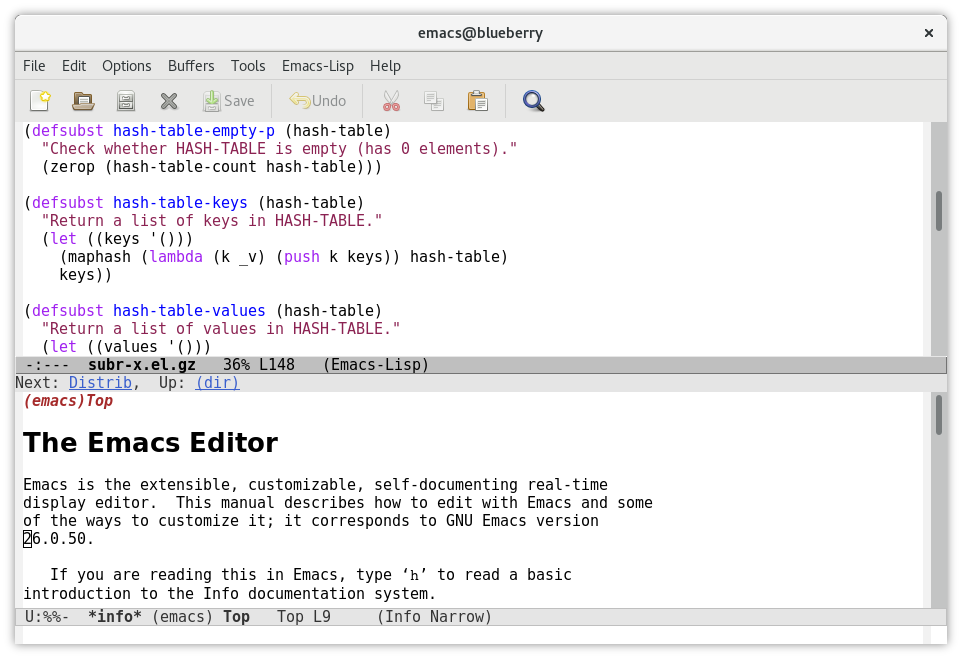 emacs@blueberry ×
File Edit Options Buffers Tools Emacs-Lisp Help
Save Undo
(defsubst hash-table-empty-p (hash-table)
  "Check whether HASH-TABLE is empty (has 0 elements)."
  (zerop (hash-table-count hash-table)))

(defsubst hash-table-keys (hash-table)
  "Return a list of keys in HASH-TABLE."
  (let ((keys '()))
    (maphash (lambda (k _v) (push k keys)) hash-table)
    keys))

(defsubst hash-table-values (hash-table)
  "Return a list of values in HASH-TABLE."
  (let ((values '()))
-:---  subr-x.el.gz   36% L148   (Emacs-Lisp)
Next: Distrib,  Up: (dir)
(emacs)Top
The Emacs Editor
Emacs is the extensible, customizable, self-documenting real-time
display editor.  This manual describes how to edit with Emacs and some
of the ways to customize it; it corresponds to GNU Emacs version
26.0.50.

   If you are reading this in Emacs, type ‘h’ to read a basic
introduction to the Info documentation system.
U:%%-  *info* (emacs) Top   Top L9     (Info Narrow)